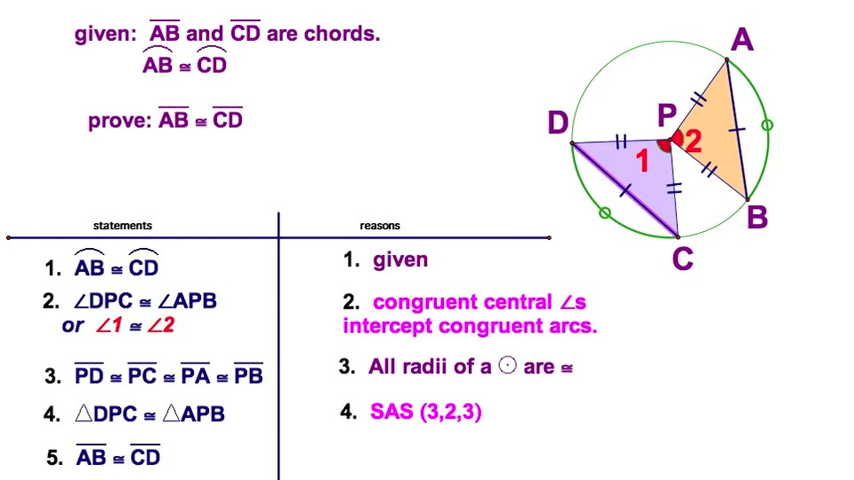 given: AB and CD are chords.
AB ≅ CD
prove: AB ≅ CD
A
D
P
1
2
B
C
statements
reasons
1. AB ≅ CD
1. given
2. ∠DPC ≅ ∠APB
or ∠1 ≅ ∠2
2. congruent central ∠s
intercept congruent arcs.
3. PD ≅ PC ≅ PA ≅ PB
3. All radii of a ⊙ are ≅
4. △DPC ≅ △APB
4. SAS (3,2,3)
5. AB ≅ CD